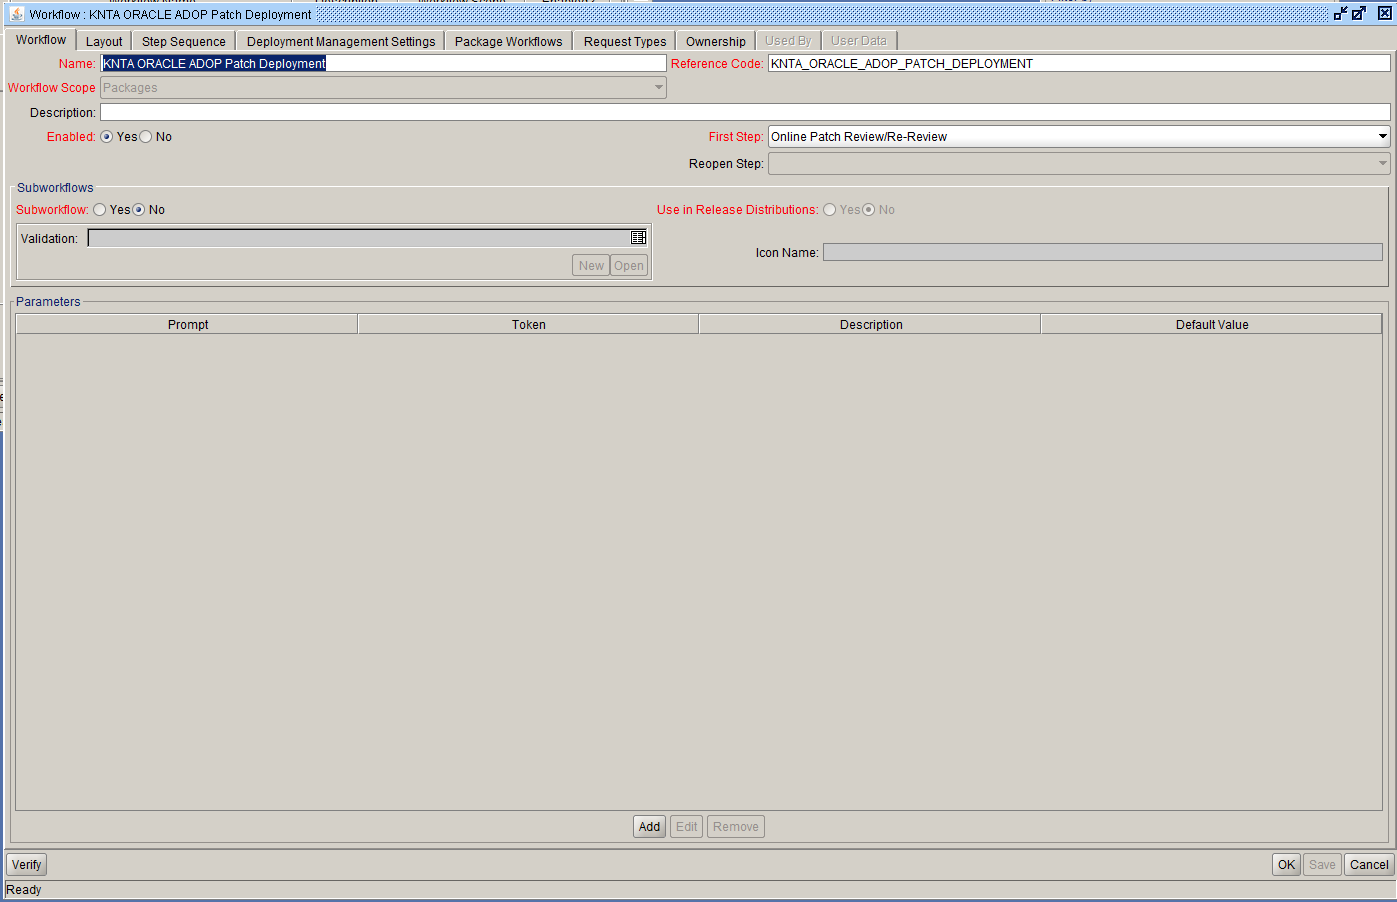 Workflow : KNTA ORACLE ADOP Patch Deployment
Workflow Layout Step Sequence Deployment Management Settings Package Workflows Request Types Ownership Used By User Data
Name: KNTA ORACLE ADOP Patch Deployment Reference Code: KNTA_ORACLE_ADOP_PATCH_DEPLOYMENT
Workflow Scope Packages
Description:
Enabled: Yes No First Step: Online Patch Review/Re-Review
Reopen Step:
Subworkflows
Subworkflow: Yes No Use in Release Distributions: Yes No
Validation:
Icon Name:
New Open
Parameters
Prompt Token Description Default Value
Add Edit Remove
Verify OK Save Cancel
Ready